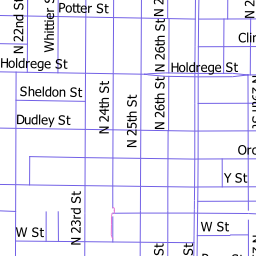 Potter St
N 22nd St
Whittier St
N 26th St
Holdrege St
Holdrege St
Sheldon St
N 24th St
N 25th St
N 26th St
Dudley St
Y St
N 23rd St
W St
W St